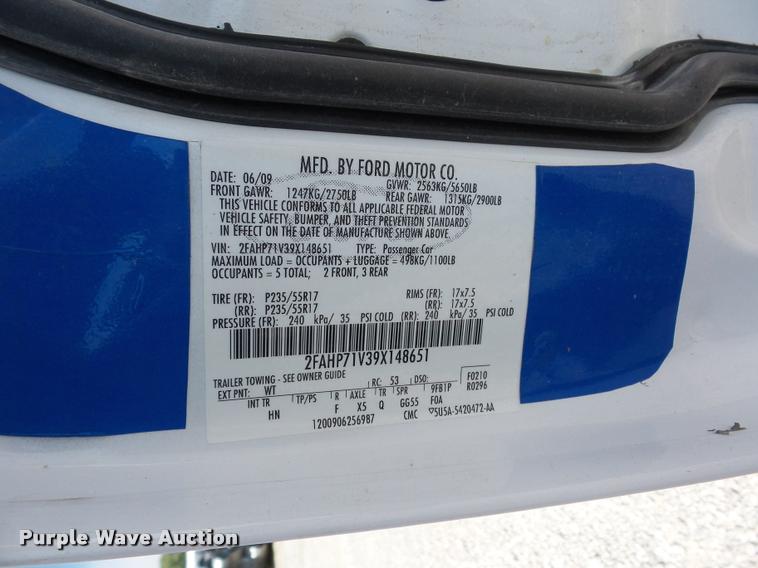 MFD. BY FORD MOTOR CO.
DATE: 06/09 GVWR: 2563KG/5650LB
FRONT GAWR: 1247KG/2750LB REAR GAWR: 1315KG/2900LB
THIS VEHICLE CONFORMS TO ALL APPLICABLE FEDERAL MOTOR
VEHICLE SAFETY, BUMPER, AND THEFT PREVENTION STANDARDS
IN EFFECT ON THE DATE OF MANUFACTURE SHOWN ABOVE.
VIN: 2FAHP71V39X148651 TYPE: Passenger Car
MAXIMUM LOAD = OCCUPANTS + LUGGAGE = 498KG/1100LB
OCCUPANTS = 5 TOTAL; 2 FRONT, 3 REAR
TIRE (FR): P235/55R17 RIMS (FR): 17x7.5
(RR): P235/55R17 (RR): 17x7.5
PRESSURE (FR): 240 kPa/ 35 PSI COLD (RR): 240 kPa/35 PSI COLD
2FAHP71V39X148651
TRAILER TOWING - SEE OWNER GUIDE
EXT PNT: WT RC: 53 DSO: F0210
INT TR TP/PS R AXLE TR SPR 9FB1P R0296
HN F X5 Q GG55 F0A
1200906256987 CMC ▽5U5A-5420472-AA
Purple Wave Auction